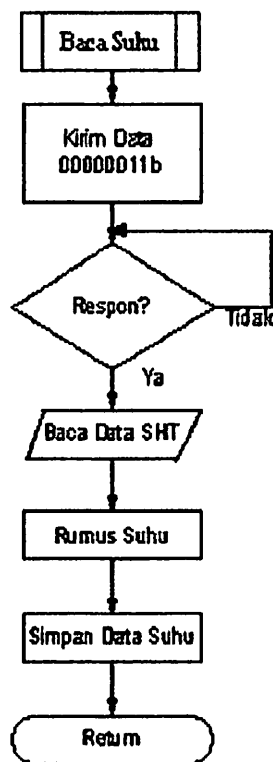 Baca Suhu
Kirim Data
00000011b
Respon?
Tidak
Ya
Baca Data SHT
Rumus Suhu
Simpan Data Suhu
Return